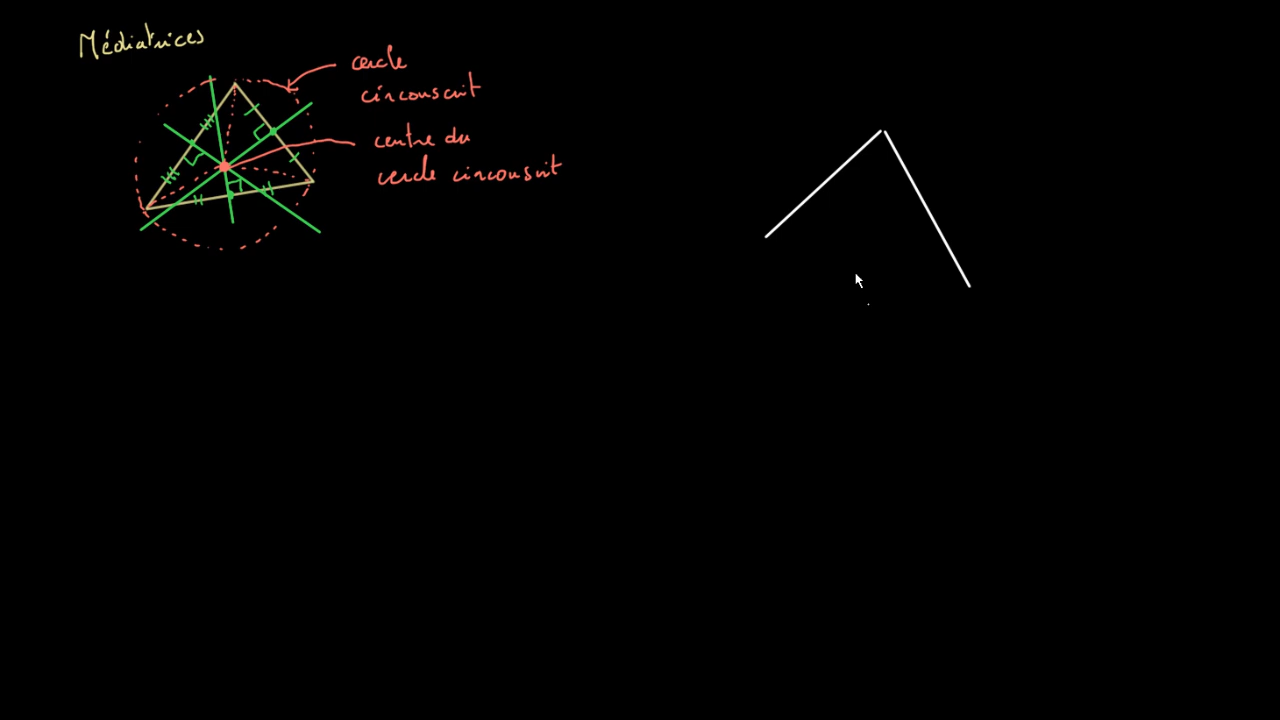 Médiatrices
cercle
circonscrit
centre du
cercle circonscrit